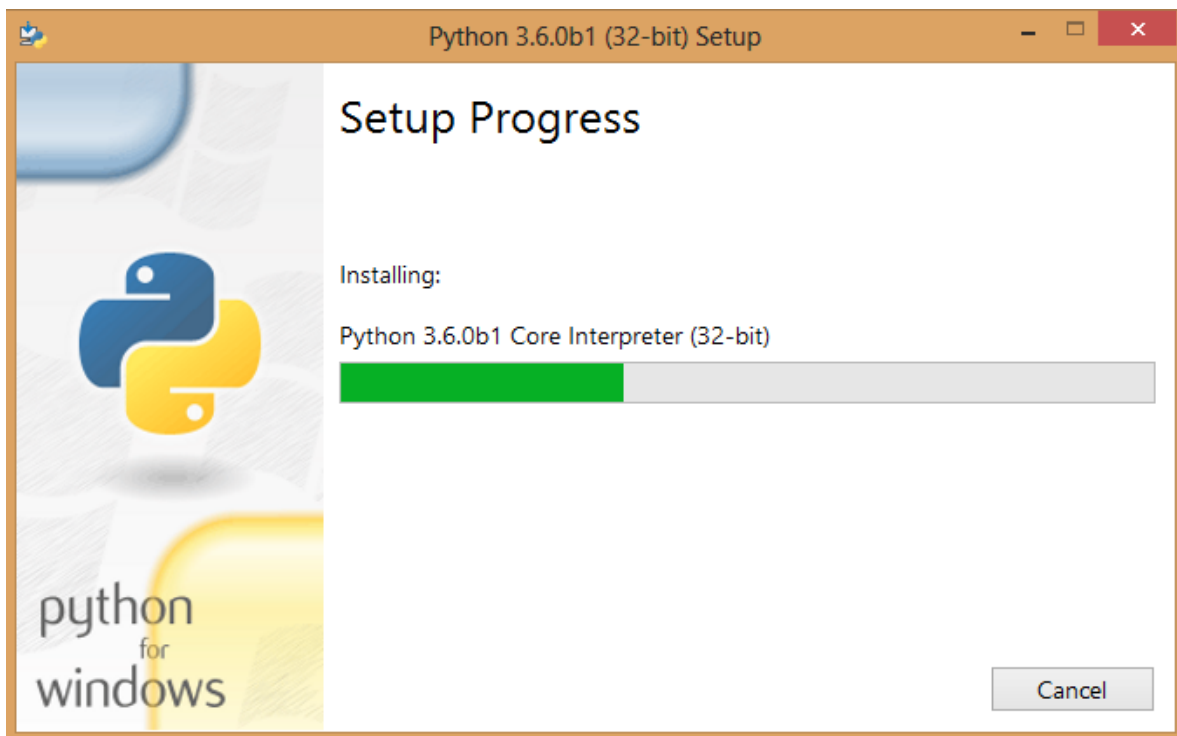 Python 3.6.0b1 (32-bit) Setup
Setup Progress
Installing:
Python 3.6.0b1 Core Interpreter (32-bit)
python
for
windows
Cancel